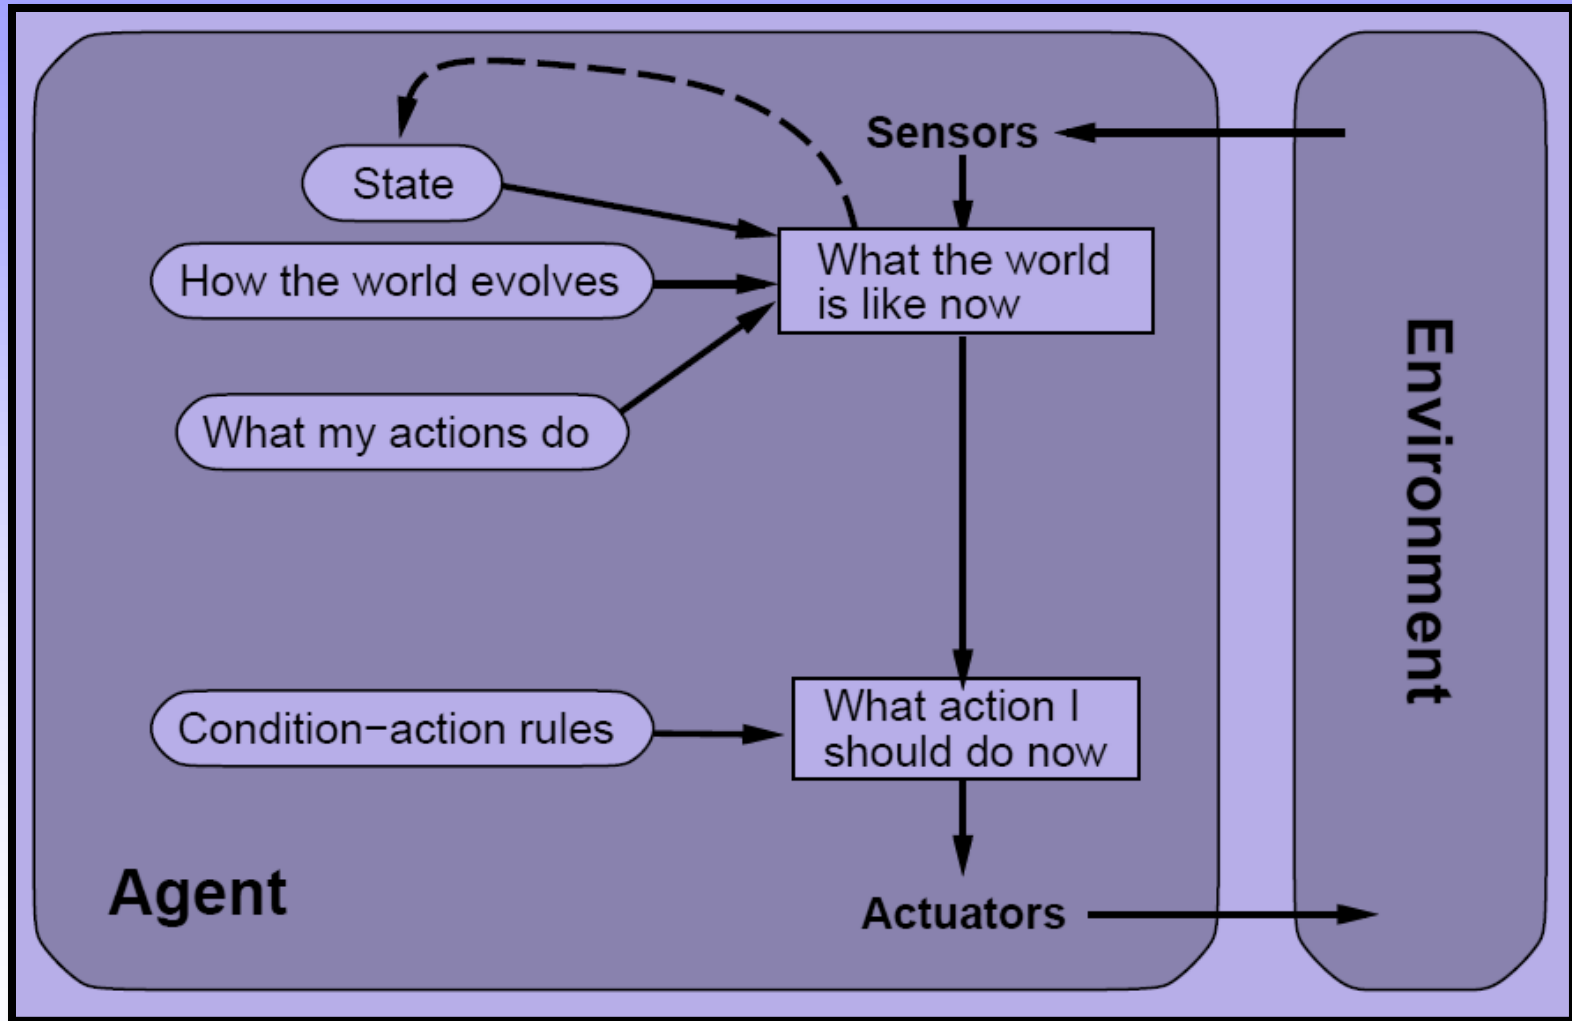 Sensors
State
What the world
is like now
How the world evolves
What my actions do
Condition−action rules
What action I
should do now
Agent
Actuators
Environment